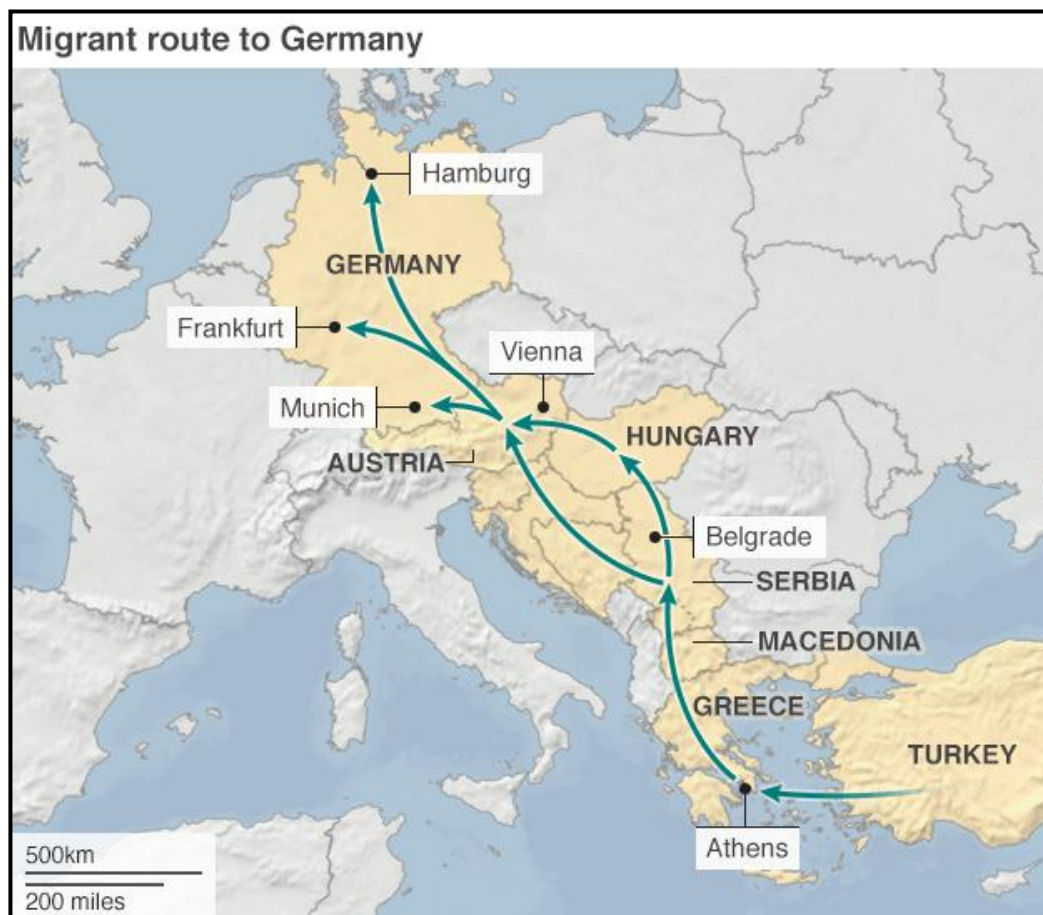 Migrant route to Germany
Hamburg
GERMANY
Frankfurt
Vienna
Munich
HUNGARY
AUSTRIA
Belgrade
SERBIA
MACEDONIA
GREECE
TURKEY
Athens
500km
200 miles